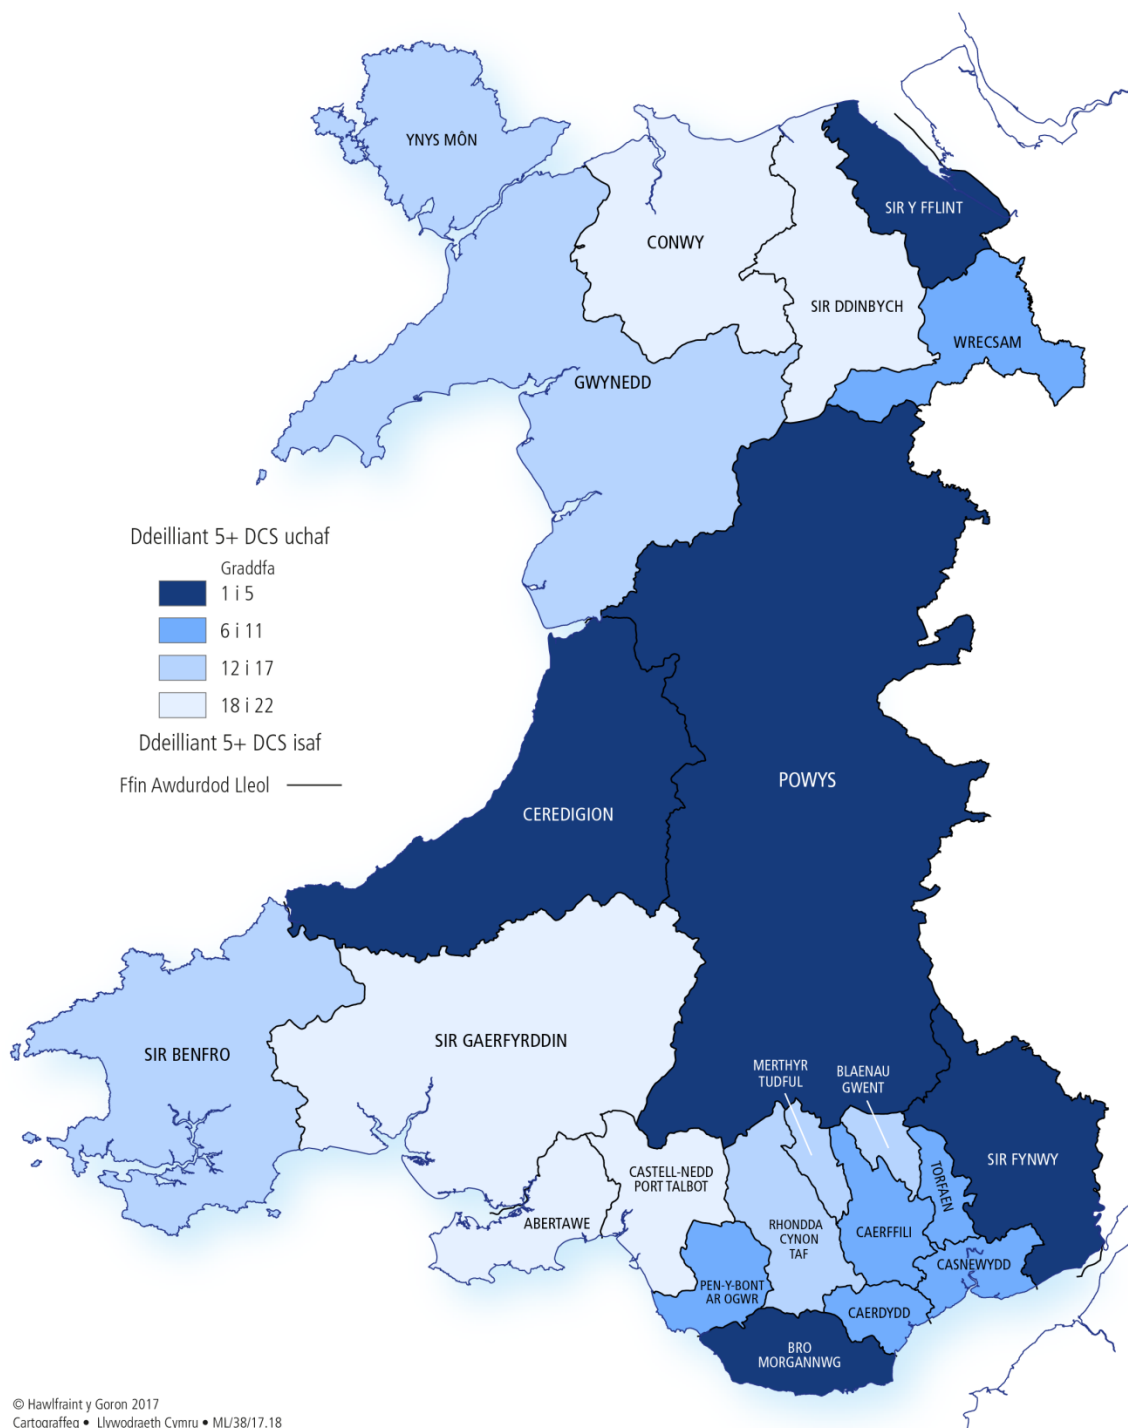 YNYS MÔN
SIR Y FFLINT
CONWY
SIR DDINBYCH
WRECSAM
GWYNEDD
Ddeilliant 5+ DCS uchaf
Graddfa
1 i 5
6 i 11
12 i 17
18 i 22
Ddeilliant 5+ DCS isaf
Ffin Awdurdod Lleol
POWYS
CEREDIGION
SIR BENFRO
SIR GAERFYRDDIN
MERTHYR
TUDFUL
BLAENAU
GWENT
SIR FYNWY
TORFAEN
CASTELL-NEDD
PORT TALBOT
ABERTAWE
RHONDDA
CYNON
TAF
CAERFFILI
CASNEWYDD
PEN-Y-BONT
AR OGWR
CAERDYDD
BRO
MORGANNWG
© Hawlfraint y Goron 2017
Cartograffeg • Llywodraeth Cymru • ML/38/17.18